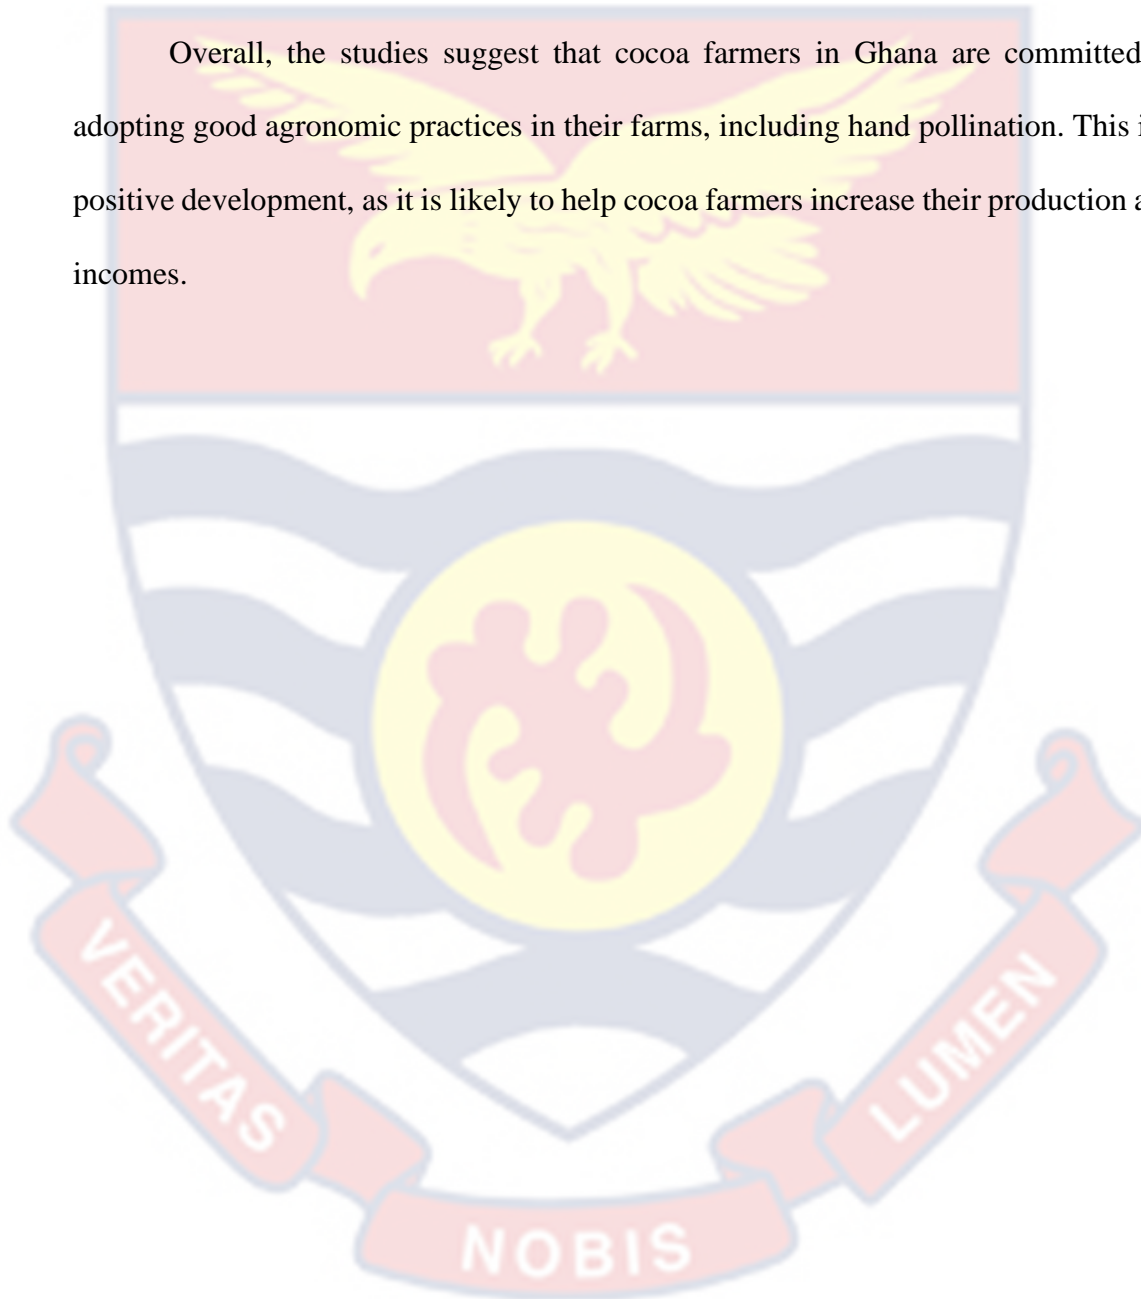 Overall, the studies suggest that cocoa farmers in Ghana are committed
adopting good agronomic practices in their farms, including hand pollination. This i
positive development, as it is likely to help cocoa farmers increase their production a
incomes.
VERITAS
NOBIS
LUMEN